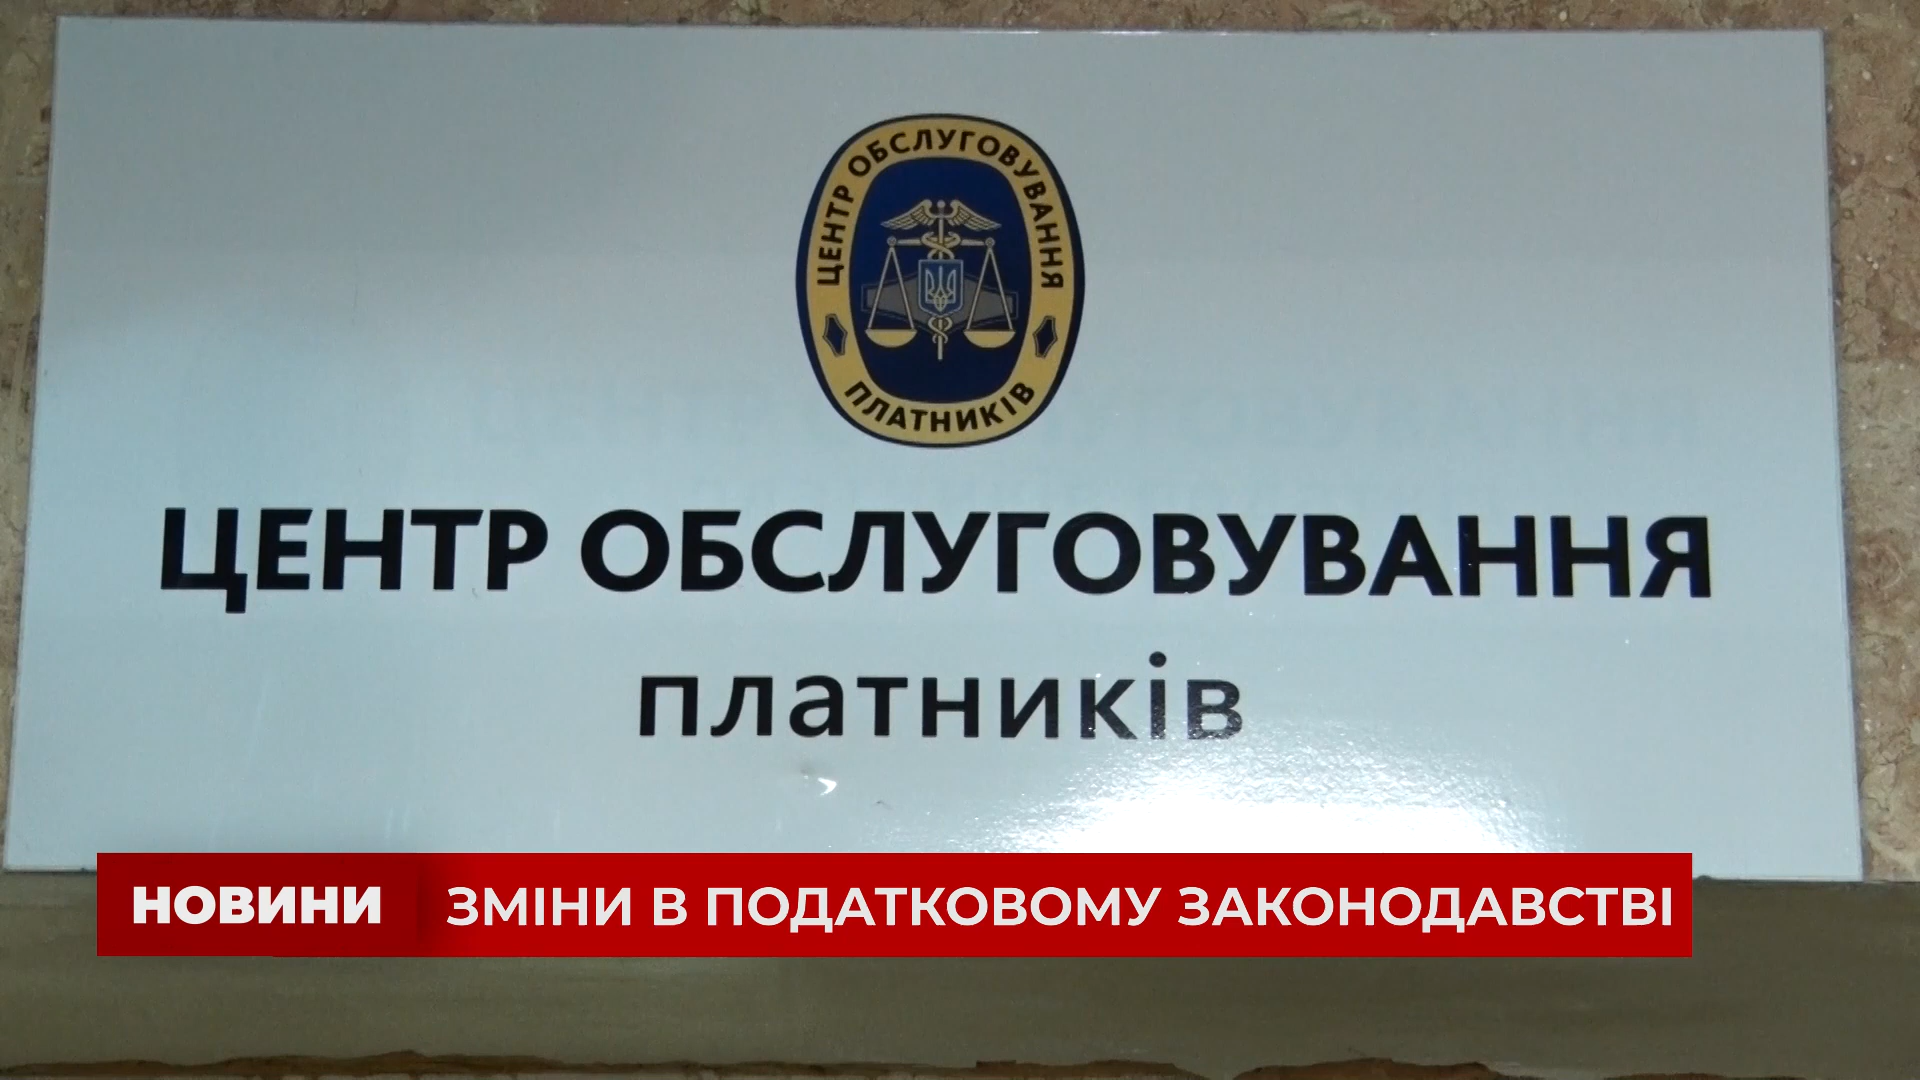 ЦЕНТР ОБСЛУГОВУВАННЯ
ПЛАТНИКІВ
ЦЕНТР ОБСЛУГОВУВАННЯ
платників
НОВИНИ ЗМІНИ В ПОДАТКОВОМУ ЗАКОНОДАВСТВІ